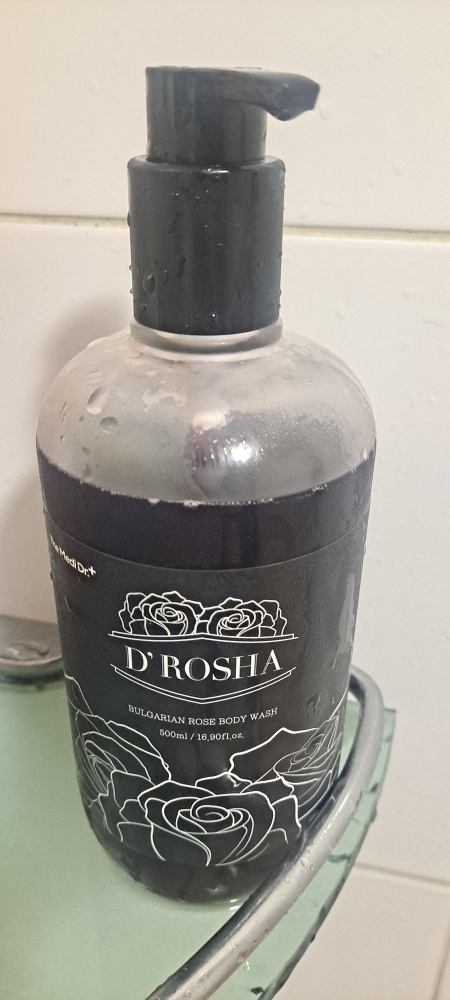 The Medi Dr.+
D'ROSHA
BULGARIAN ROSE BODY WASH
500ml / 16,90fl,oz,